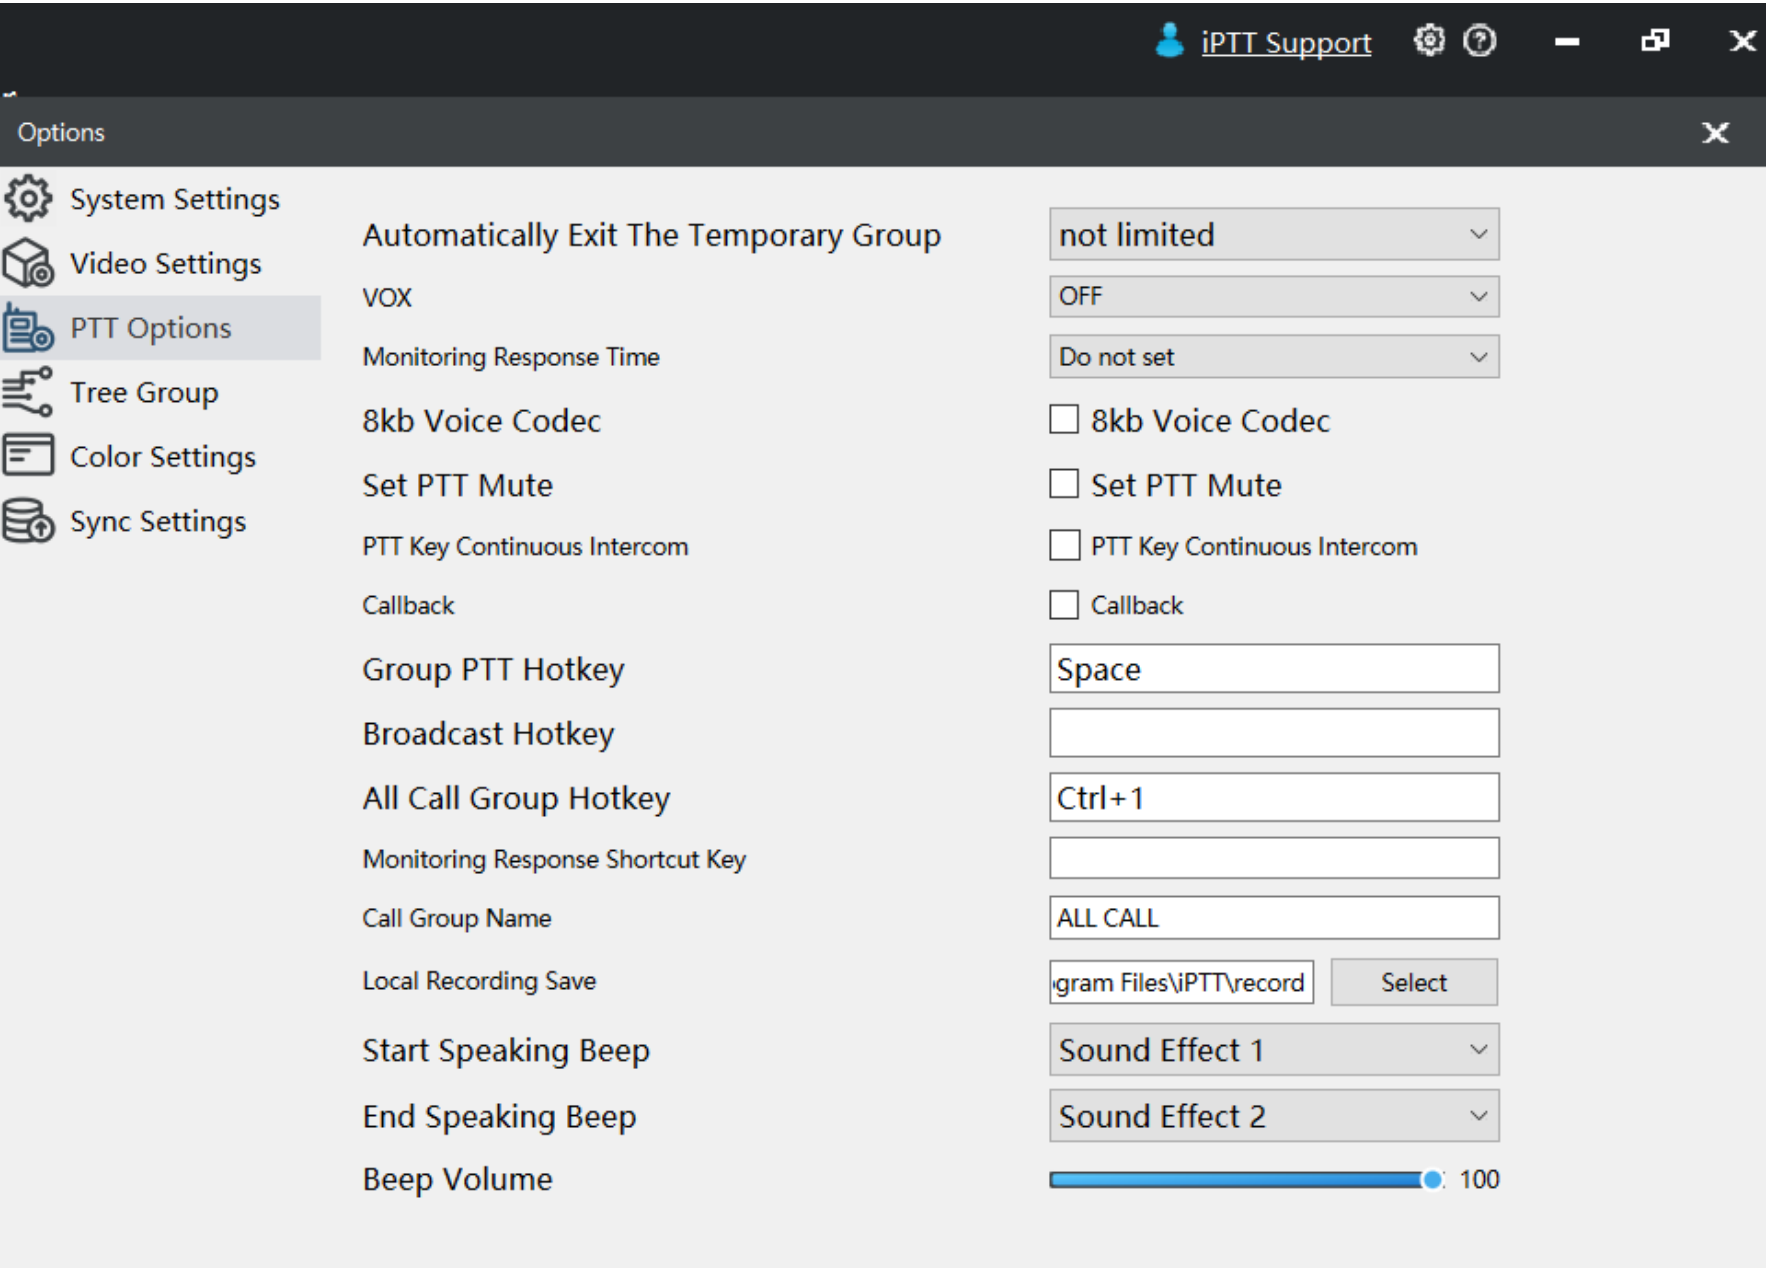 iPTT Support
Options
System Settings
Video Settings
PTT Options
Tree Group
Color Settings
Sync Settings
Automatically Exit The Temporary Group not limited
VOX OFF
Monitoring Response Time Do not set
8kb Voice Codec 8kb Voice Codec
Set PTT Mute Set PTT Mute
PTT Key Continuous Intercom PTT Key Continuous Intercom
Callback Callback
Group PTT Hotkey Space
Broadcast Hotkey
All Call Group Hotkey Ctrl+1
Monitoring Response Shortcut Key
Call Group Name ALL CALL
Local Recording Save ogram Files\iPTT\record Select
Start Speaking Beep Sound Effect 1
End Speaking Beep Sound Effect 2
Beep Volume 100